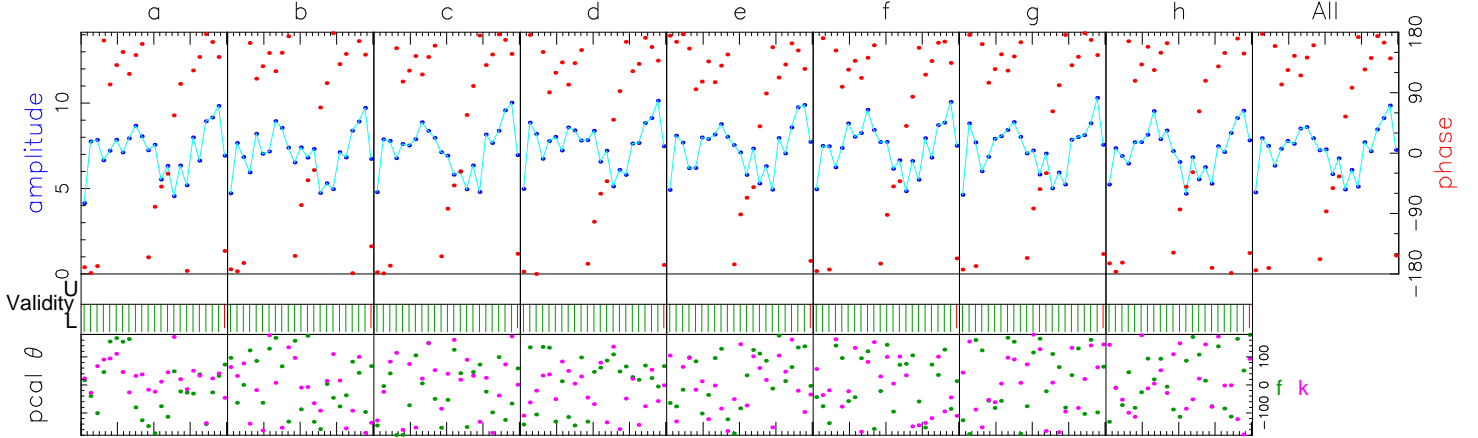 a b c d e f g h All
amplitude
10
5
0
180
90
0
-90
-180
phase
Validity
U
L
pcal θ
100
0
-100
f k